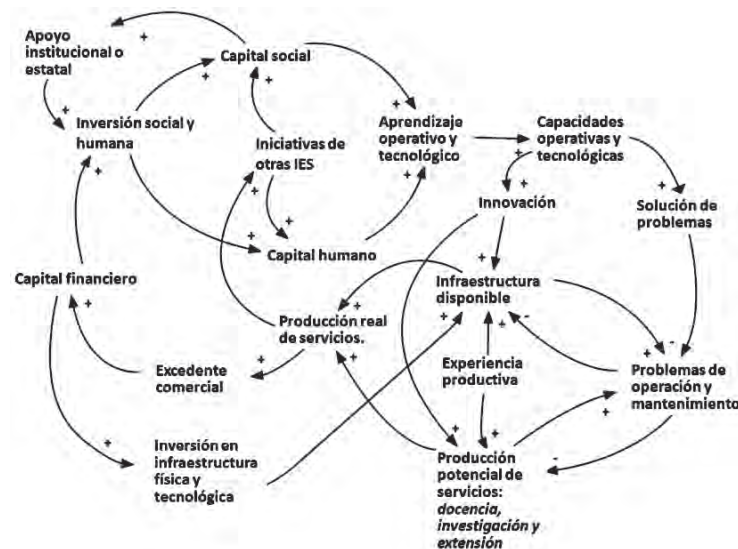 Apoyo
institucional o
estatal
Capital social
Inversión social y
humana
Iniciativas de
otras IES
Aprendizaje
operativo y
tecnológico
Capacidades
operativas y
tecnológicas
Innovación
Solución de
problemas
Capital humano
Capital financiero
Infraestructura
disponible
Producción real
de servicios.
Excedente
comercial
Experiencia
productiva
Problemas de
operación y
mantenimiento
Inversión en
infraestructura
física y
tecnológica
Producción
potencial de
servicios:
docencia,
investigación y
extensión